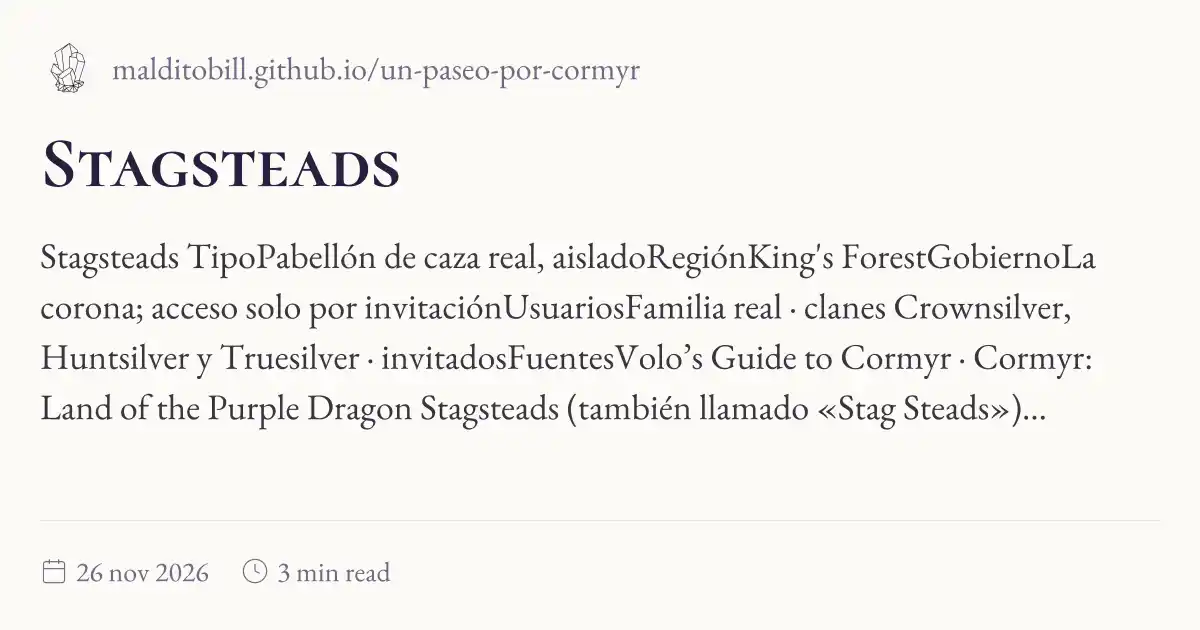 malditobill.github.io/un-paseo-por-cormyr
Stagsteads
Stagsteads TipoPabellón de caza real, aisladoRegiónKing's ForestGobiernoLa
corona; acceso solo por invitaciónUsuariosFamilia real · clanes Crownsilver,
Huntsilver y Truesilver · invitadosFuentesVolo’s Guide to Cormyr · Cormyr:
Land of the Purple Dragon Stagsteads (también llamado «Stag Steads»)...
26 nov 2026
3 min read